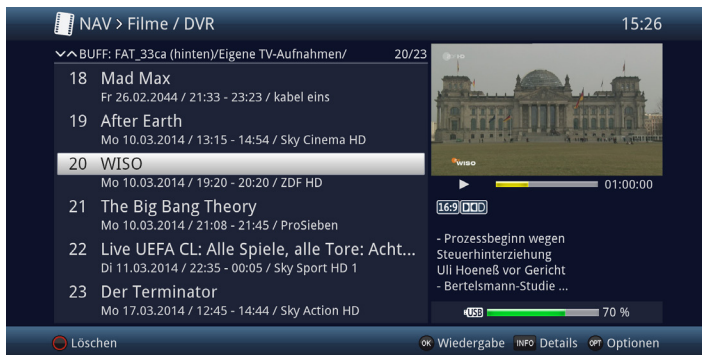 NAV > Filme / DVR
15:26
BUFF: FAT_33ca (hinten)/Eigene TV-Aufnahmen/ 20/23
18 Mad Max
Fr 26.02.2044 / 21:33 - 23:23 / kabel eins
19 After Earth
Mo 10.03.2014 / 13:15 - 14:54 / Sky Cinema HD
20 WISO
Mo 10.03.2014 / 19:20 - 20:20 / ZDF HD
21 The Big Bang Theory
Mo 10.03.2014 / 21:08 - 21:45 / ProSieben
22 Live UEFA CL: Alle Spiele, alle Tore: Acht...
Di 11.03.2014 / 22:35 - 00:05 / Sky Sport HD 1
23 Der Terminator
Mo 17.03.2014 / 12:45 - 14:44 / Sky Action HD
WISO
01:00:00
16:9
- Prozessbeginn wegen
Steuerhinterziehung
Uli Hoeneß vor Gericht
- Bertelsmann-Studie ...
USB 70 %
Löschen
OK Wiedergabe INFO Details OPT Optionen